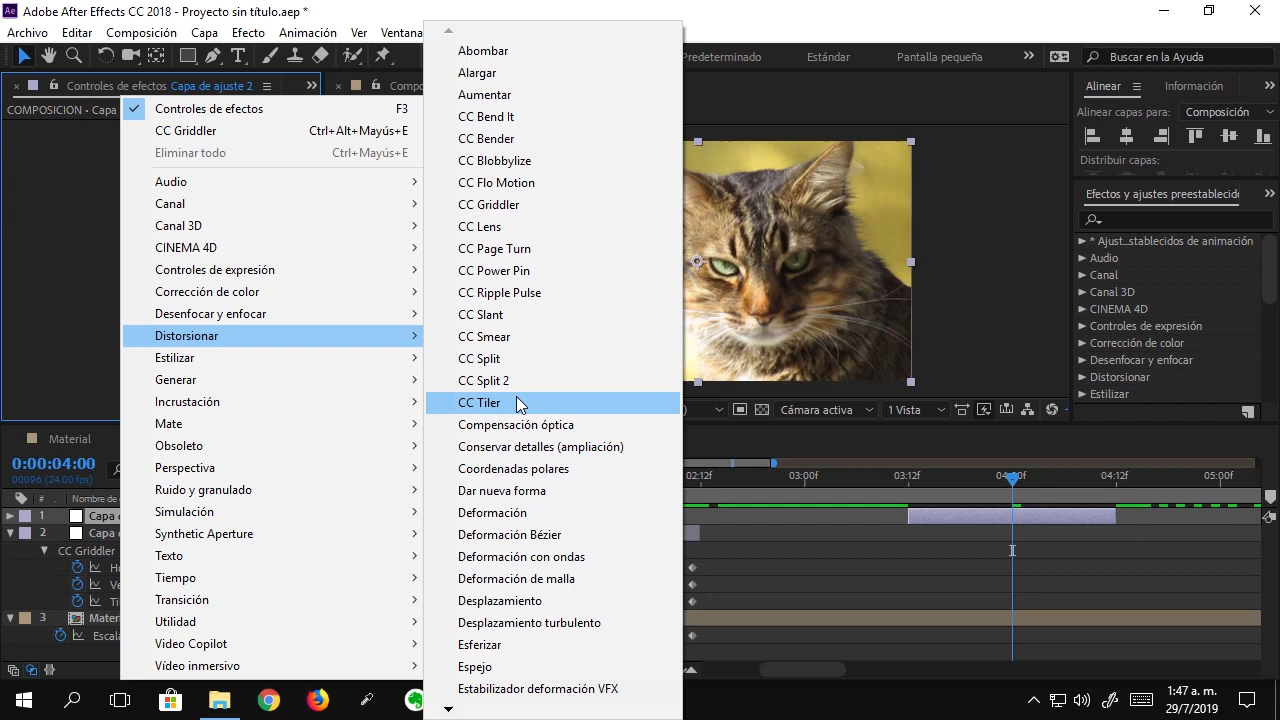 Ae Adobe After Effects CC 2018 - Proyecto sin título.aep *
Archivo Editar Composición Capa Efecto Animación Ver Ventana
Predeterminado Estándar Pantalla pequeña Buscar en la Ayuda
Controles de efectos Capa de ajuste 2
Compo
COMPOSICION • Capa
Controles de efectos F3
CC Griddler Ctrl+Alt+Mayús+E
Eliminar todo Ctrl+Mayús+E
Audio
Canal
Canal 3D
CINEMA 4D
Controles de expresión
Corrección de color
Desenfocar y enfocar
Distorsionar
Estilizar
Generar
Incrustación
Mate
Obsoleto
Perspectiva
Ruido y granulado
Simulación
Synthetic Aperture
Texto
Tiempo
Transición
Utilidad
Video Copilot
Vídeo inmersivo
Abombar
Alargar
Aumentar
CC Bend It
CC Bender
CC Blobbylize
CC Flo Motion
CC Griddler
CC Lens
CC Page Turn
CC Power Pin
CC Ripple Pulse
CC Slant
CC Smear
CC Split
CC Split 2
CC Tiler
Compensación óptica
Conservar detalles (ampliación)
Coordenadas polares
Dar nueva forma
Deformación
Deformación Bézier
Deformación con ondas
Deformación de malla
Desplazamiento
Desplazamiento turbulento
Esferizar
Espejo
Estabilizador deformación VFX
Alinear Información
Alinear capas para: Composición
Distribuir capas:
Efectos y ajustes preestablecid
* Ajust...stablecidos de animación
Audio
Canal
Canal 3D
CINEMA 4D
Controles de expresión
Corrección de color
Desenfocar y enfocar
Distorsionar
Estilizar
) Cámara activa 1 Vista
Material
0:00:04:00
00096 (24.00 fps)
# Nombre de
1 Capa d
2 Capa d
CC Griddler
Ho
Ve
Til
3 Mater
Escala
02:12f 03:00f 03:12f 04:00f 04:12f 05:00f
1:47 a. m.
29/7/2019